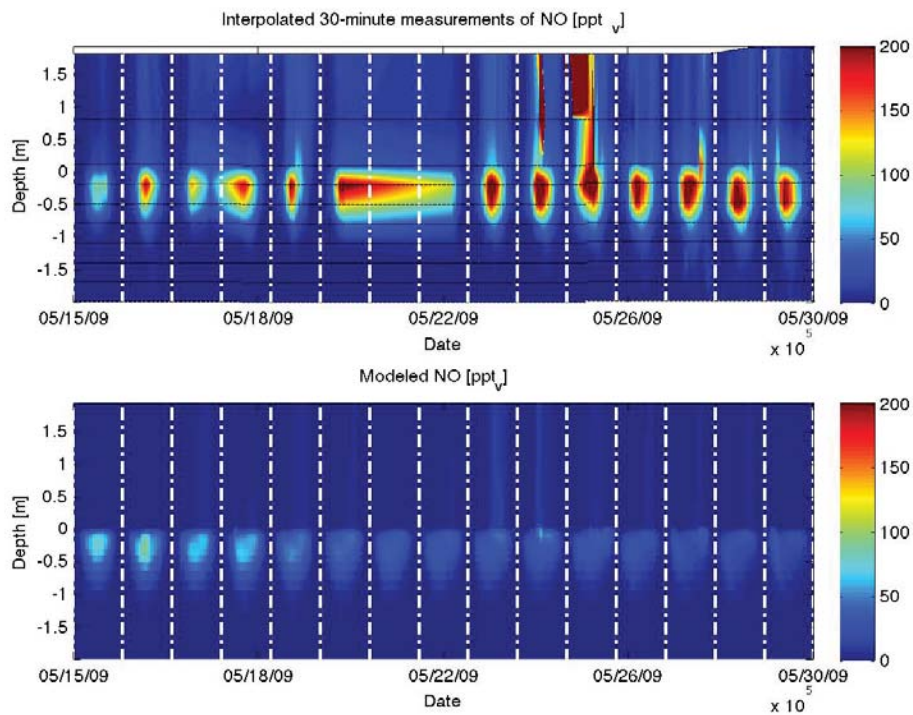 Interpolated 30-minute measurements of NO [ppt v]
Depth [m]
1.5
1
0.5
0
-0.5
-1
-1.5
05/15/09 05/18/09 05/22/09 05/26/09 05/30/09
Date
x 10^5
200
150
100
50
0
Modeled NO [pptv]
Depth [m]
1.5
1
0.5
0
-0.5
-1
-1.5
05/15/09 05/18/09 05/22/09 05/26/09 05/30/09
Date
x 10^5
200
150
100
50
0